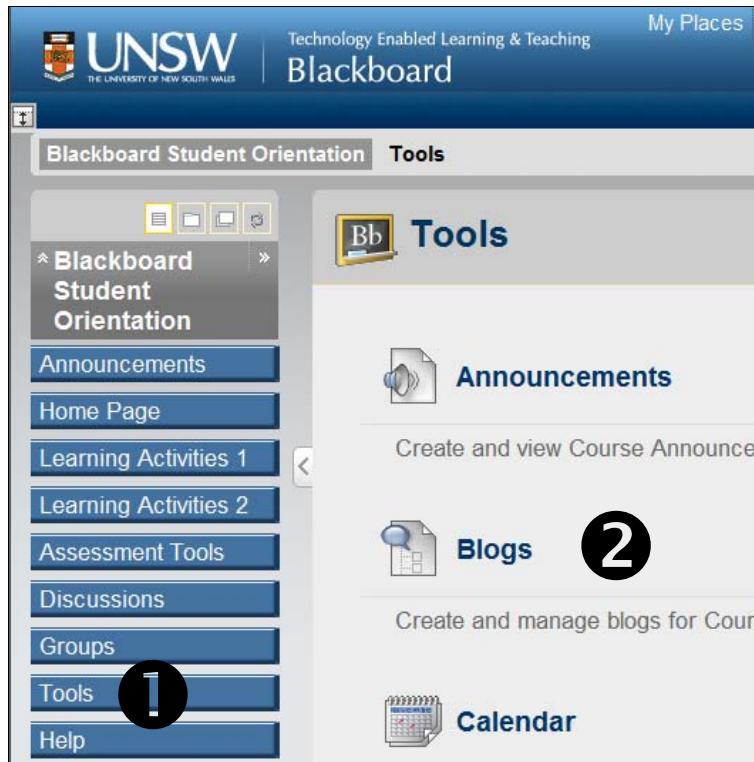 My Places
UNSW
THE UNIVERSITY OF NEW SOUTH WALES
Technology Enabled Learning & Teaching
Blackboard
Blackboard Student Orientation Tools
Blackboard
Student
Orientation
Announcements
Home Page
Learning Activities 1
Learning Activities 2
Assessment Tools
Discussions
Groups
Tools 1
Help
Bb Tools
Announcements
Create and view Course Announce
Blogs 2
Create and manage blogs for Cour
Calendar